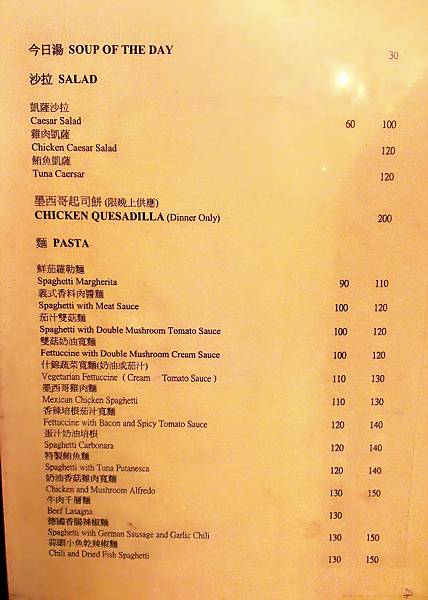 今日湯 SOUP OF THE DAY 30
沙拉 SALAD
凱薩沙拉
Caesar Salad 60 100
雞肉凱薩
Chicken Caesar Salad 120
鮪魚凱薩
Tuna Caersar 120
墨西哥起司餅 (限晚上供應)
CHICKEN QUESADILLA (Dinner Only) 200
麵 PASTA
鮮茄羅勒麵
Spaghetti Margherita 90 110
義式香料肉醬麵
Spaghetti with Meat Sauce 100 120
茄汁雙菇麵
Spaghetti with Double Mushroom Tomato Sauce 100 120
雙菇奶油寬麵
Fettuccine with Double Mushroom Cream Sauce 100 120
什錦蔬菜寬麵(奶油或茄汁)
Vegetarian Fettuccine ( Cream Tomato Sauce ) 110 130
墨西哥雞肉麵
Mexican Chicken Spaghetti 110 130
香辣培根茄汁寬麵
Fettuccine with Bacon and Spicy Tomato Sauce 120 140
蛋汁奶油培根
Spaghetti Carbonara 120 140
特製鮪魚麵
Spaghetti with Tuna Putanesca 120 140
奶油香菇雞肉寬麵
Chicken and Mushroom Alfredo 130 150
牛肉千層麵
Beef Lasagna 130
德國香腸辣椒麵
Spaghetti with German Sausage and Garlic Chili 130 150
蒜頭小魚乾辣椒麵
Chili and Dried Fish Spaghetti 130 150